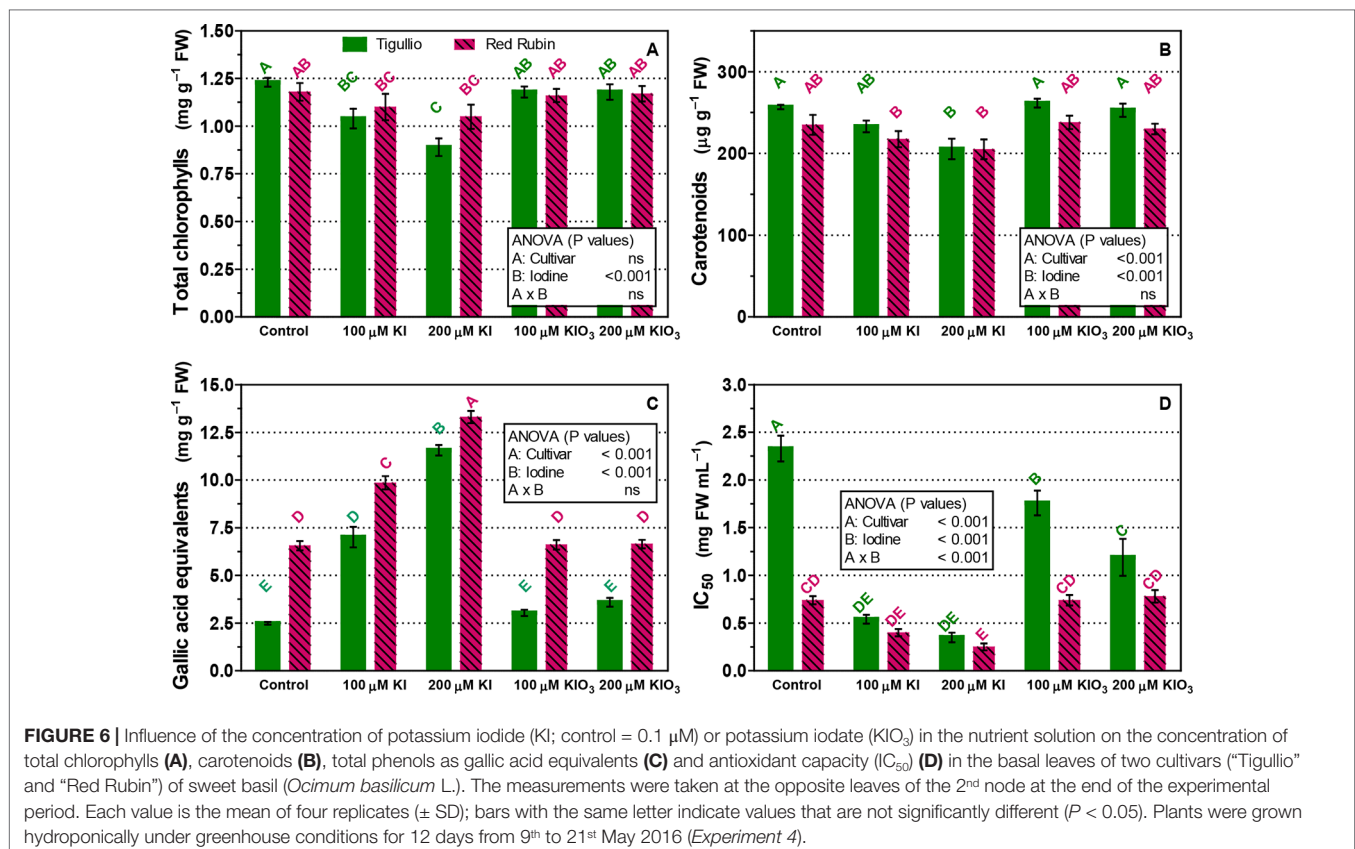 Total chlorophylls (mg g⁻¹ FW)
1.50
1.25
1.00
0.75
0.50
0.25
0.00
Tigullio
Red Rubin
A
A
AB
BC
BC
C
BC
AB
AB
AB
AB
ANOVA (P values)
A: Cultivar ns
B: Iodine <0.001
A x B ns
Control
100 μM KI
200 μM KI
100 μM KIO₃
200 μM KIO₃
Carotenoids (μg g⁻¹ FW)
300
200
100
0
B
A
AB
AB
B
B
B
A
AB
A
AB
ANOVA (P values)
A: Cultivar <0.001
B: Iodine <0.001
A x B ns
Control
100 μM KI
200 μM KI
100 μM KIO₃
200 μM KIO₃
Gallic acid equivalents (mg g⁻¹ FW)
15.0
12.5
10.0
7.5
5.0
2.5
0.0
C
E
D
D
C
B
A
E
D
E
D
ANOVA (P values)
A: Cultivar < 0.001
B: Iodine < 0.001
A x B ns
Control
100 μM KI
200 μM KI
100 μM KIO₃
200 μM KIO₃
IC₅₀ (mg FW mL⁻¹)
3.0
2.5
2.0
1.5
1.0
0.5
0.0
D
A
CD
DE
DE
DE
E
B
CD
C
CD
ANOVA (P values)
A: Cultivar < 0.001
B: Iodine < 0.001
A x B < 0.001
Control
100 μM KI
200 μM KI
100 μM KIO₃
200 μM KIO₃
FIGURE 6 | Influence of the concentration of potassium iodide (KI; control = 0.1 μM) or potassium iodate (KIO₃) in the nutrient solution on the concentration of
total chlorophylls (A), carotenoids (B), total phenols as gallic acid equivalents (C) and antioxidant capacity (IC₅₀) (D) in the basal leaves of two cultivars (“Tigullio”
and “Red Rubin”) of sweet basil (Ocimum basilicum L.). The measurements were taken at the opposite leaves of the 2ⁿᵈ node at the end of the experimental
period. Each value is the mean of four replicates (± SD); bars with the same letter indicate values that are not significantly different (P < 0.05). Plants were grown
hydroponically under greenhouse conditions for 12 days from 9ᵗʰ to 21ˢᵗ May 2016 (Experiment 4).